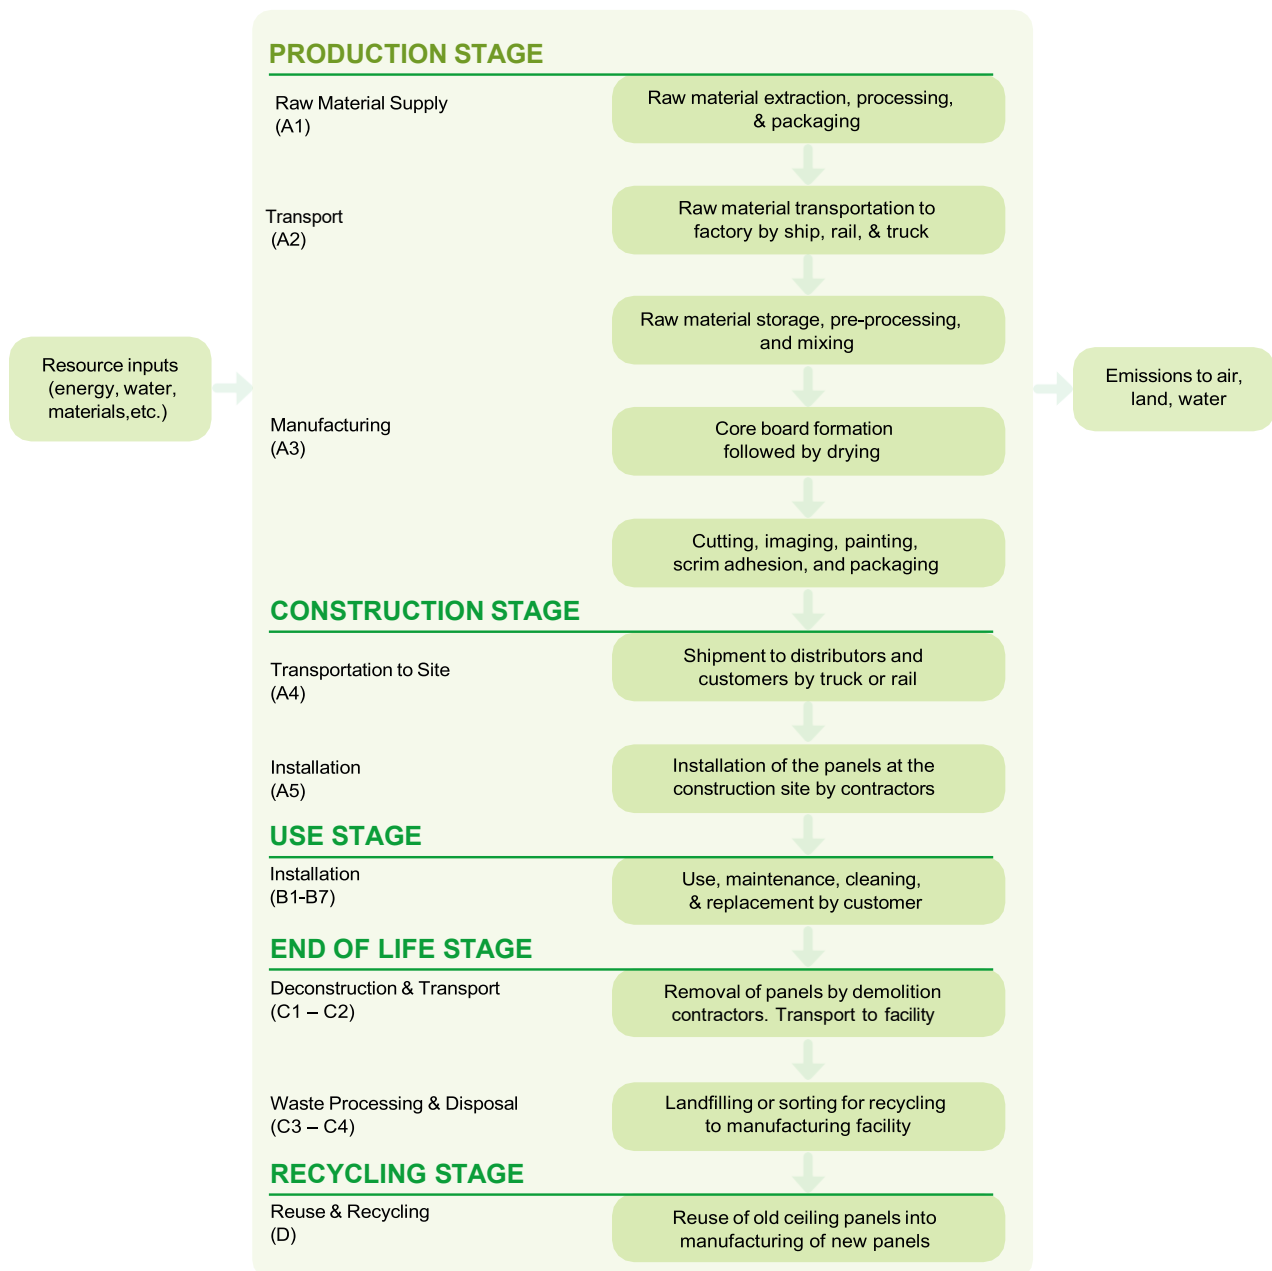 PRODUCTION STAGE
Raw Material Supply
(A1)
Raw material extraction, processing,
& packaging
Transport
(A2)
Raw material transportation to
factory by ship, rail, & truck
Raw material storage, pre-processing,
and mixing
Resource inputs
(energy, water,
materials,etc.)
Emissions to air,
land, water
Manufacturing
(A3)
Core board formation
followed by drying
Cutting, imaging, painting,
scrim adhesion, and packaging
CONSTRUCTION STAGE
Transportation to Site
(A4)
Shipment to distributors and
customers by truck or rail
Installation
(A5)
Installation of the panels at the
construction site by contractors
USE STAGE
Installation
(B1-B7)
Use, maintenance, cleaning,
& replacement by customer
END OF LIFE STAGE
Deconstruction & Transport
(C1 – C2)
Removal of panels by demolition
contractors. Transport to facility
Waste Processing & Disposal
(C3 – C4)
Landfilling or sorting for recycling
to manufacturing facility
RECYCLING STAGE
Reuse & Recycling
(D)
Reuse of old ceiling panels into
manufacturing of new panels